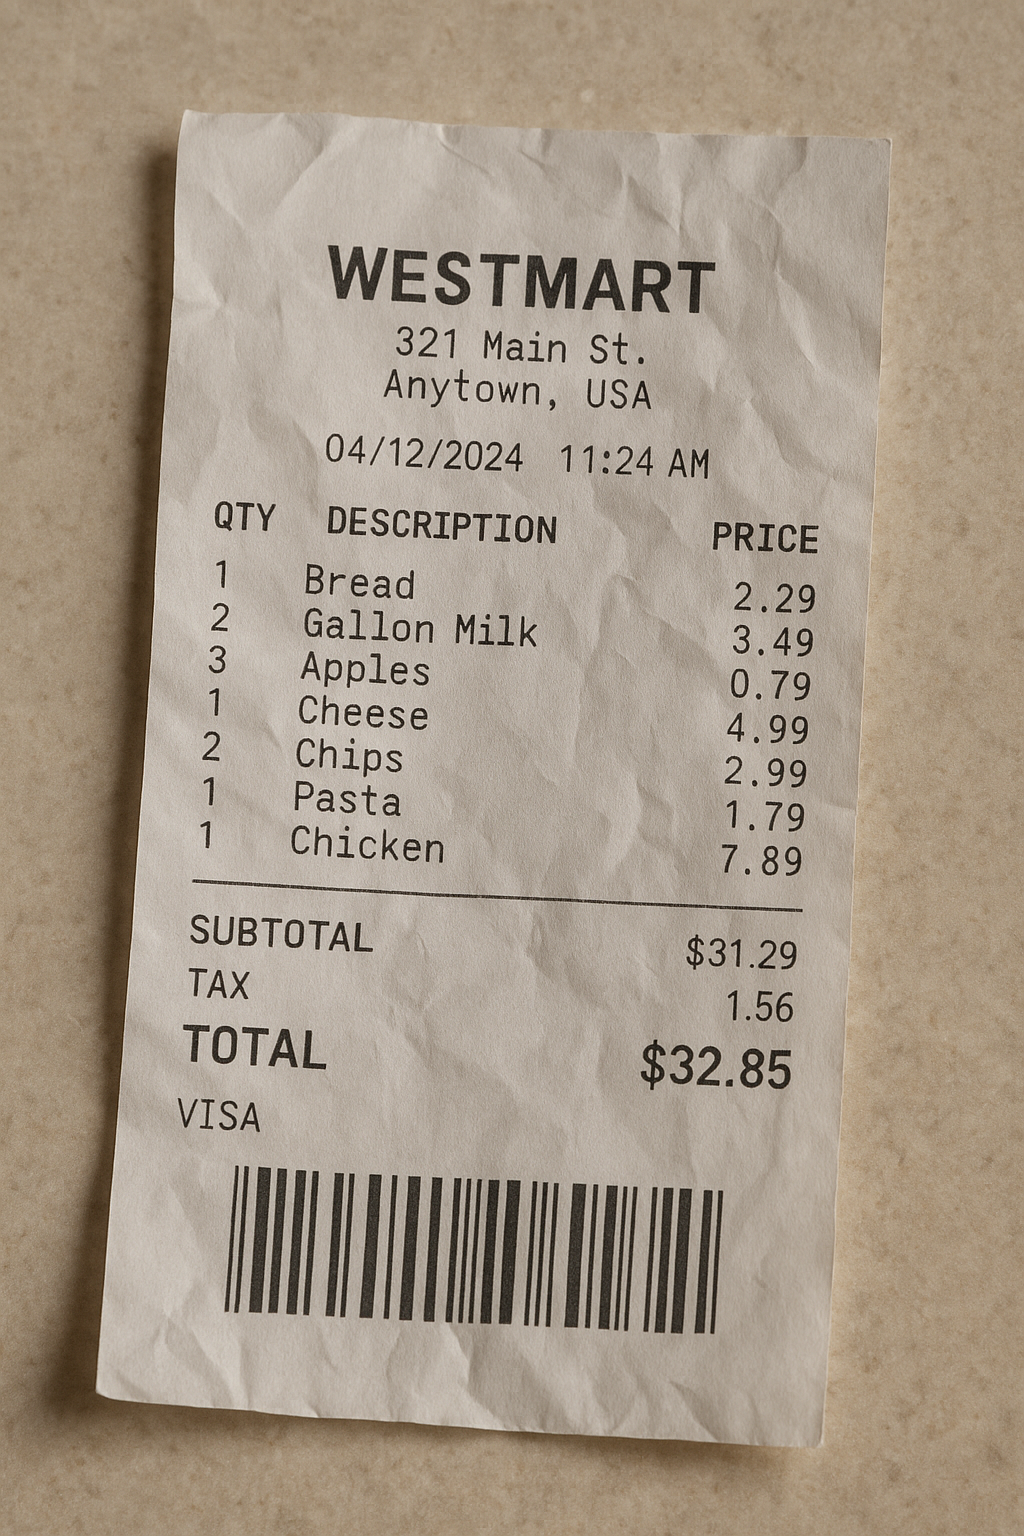 WESTMART
321 Main St.
Anytown, USA
04/12/2024 11:24 AM
QTY DESCRIPTION PRICE
1 Bread 2.29
2 Gallon Milk 3.49
3 Apples 0.79
1 Cheese 4.99
2 Chips 2.99
1 Pasta 1.79
1 Chicken 7.89
SUBTOTAL $31.29
TAX 1.56
TOTAL $32.85
VISA